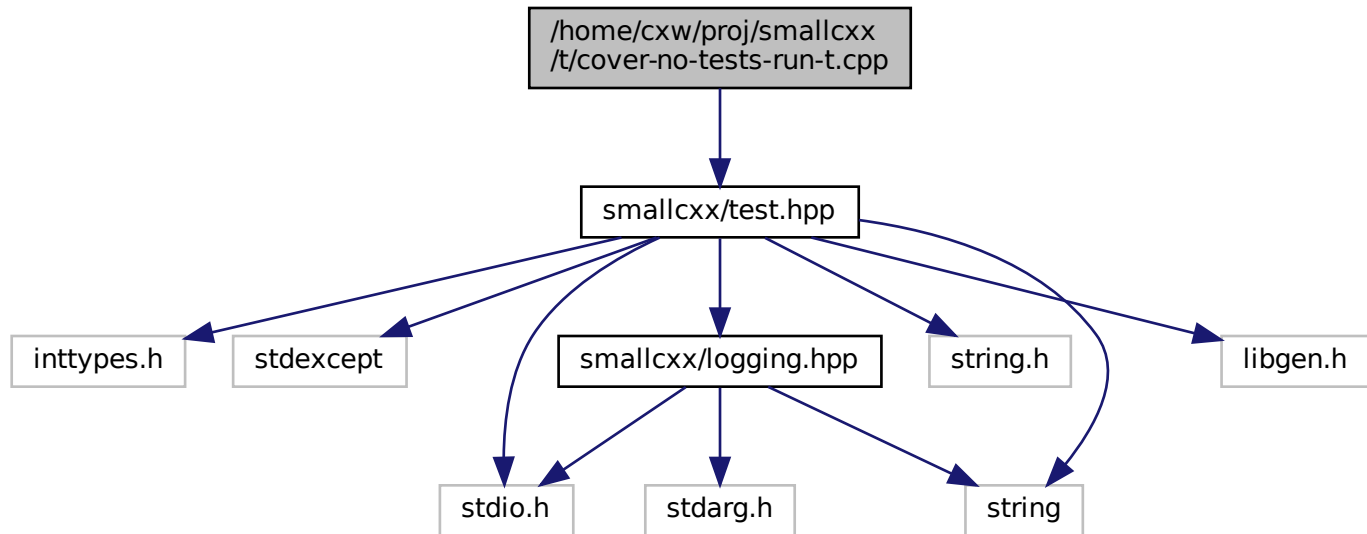 /home/cxw/proj/smallcxx
/t/cover-no-tests-run-t.cpp
smallcxx/test.hpp
inttypes.h
stdexcept
smallcxx/logging.hpp
string.h
libgen.h
stdio.h
stdarg.h
string